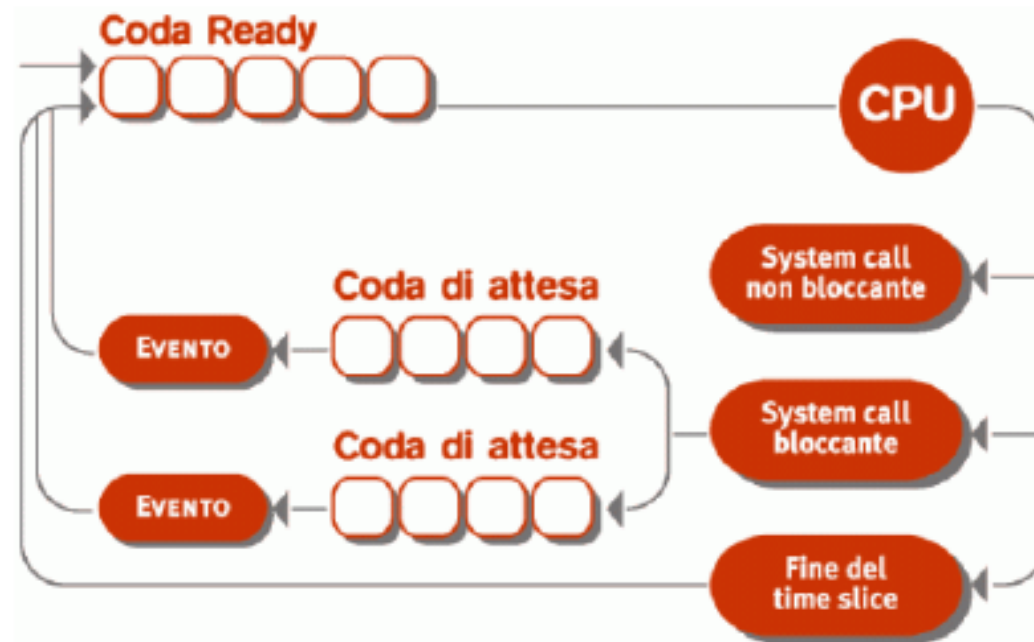 Coda Ready
CPU
System call
non bloccante
Coda di attesa
EVENTO
System call
bloccante
Coda di attesa
EVENTO
Fine del
time slice